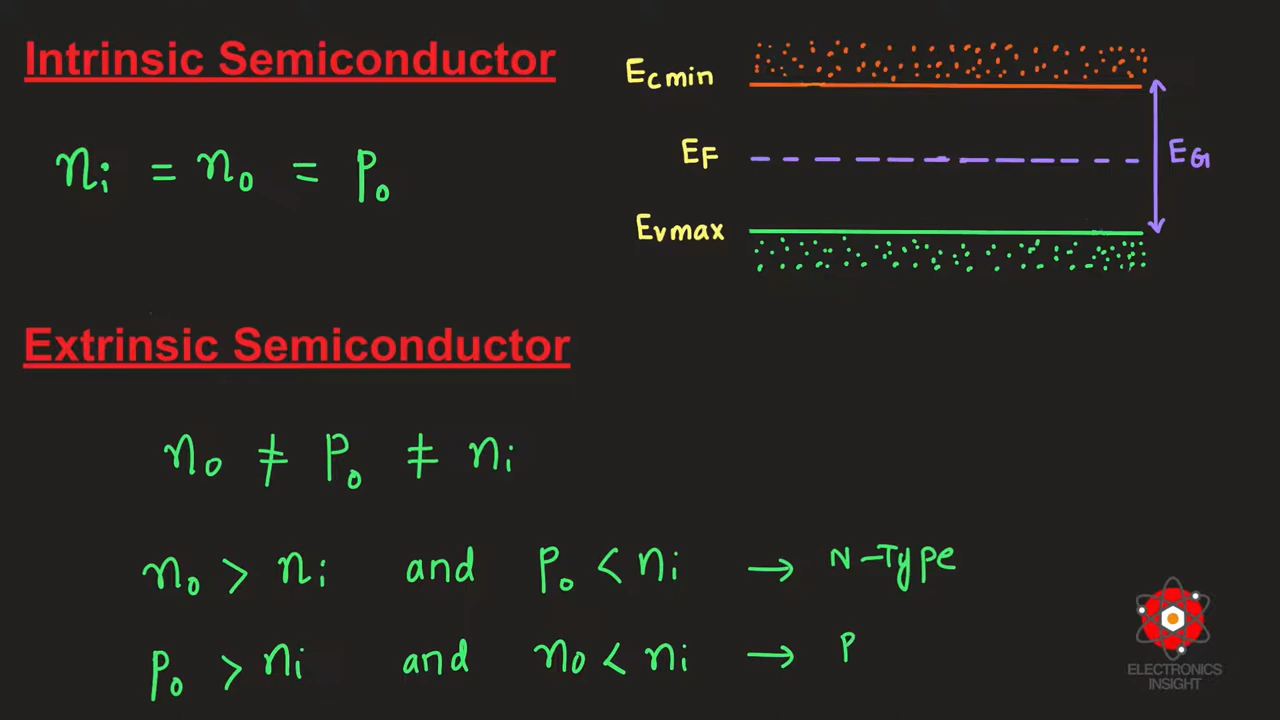 Intrinsic Semiconductor
Ecmin
nᵢ = n₀ = p₀
EF
EG
Evmax
Extrinsic Semiconductor
n₀ ≠ p₀ ≠ nᵢ
n₀ > nᵢ and p₀ < nᵢ → N-Type
p₀ > nᵢ and n₀ < nᵢ → P
ELECTRONICS
INSIGHT